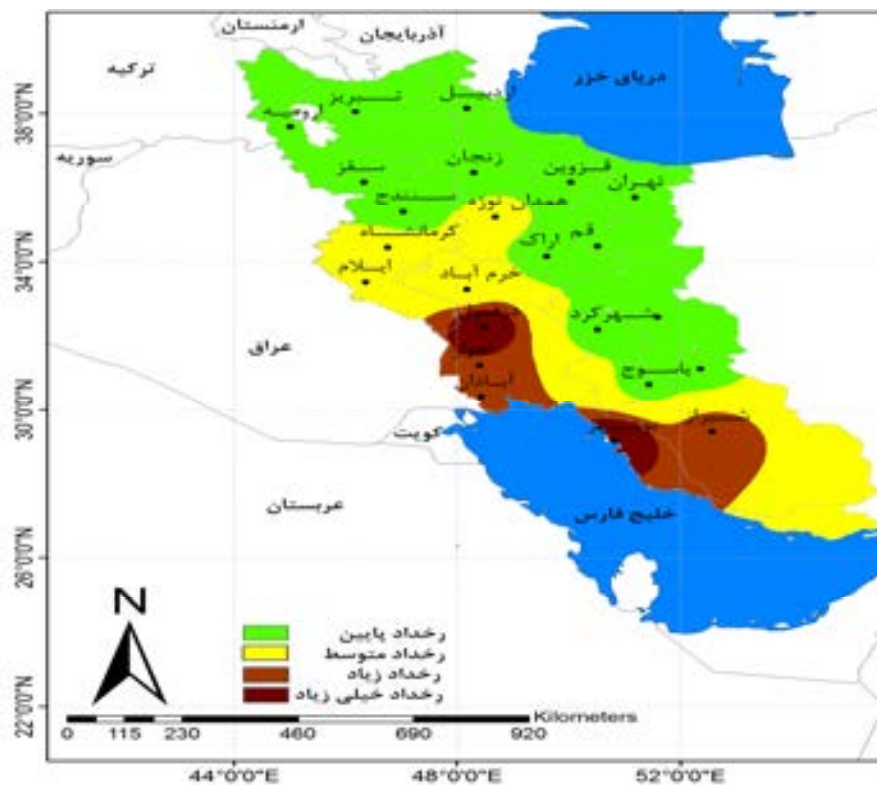 ارمنستان
آذربایجان
ترکیه
دریای خزر
اردبیل
تبریز
ارومیه
38°0'0"N
سوریه
زنجان
قزوین
سقز
تهران
سنندج
همدان نوژه
کرمانشاه
قم
اراک
34°0'0"N
ایلام
خرم آباد
شهرکرد
عراق
یاسوج
آبادان
30°0'0"N
کویت
شیراز
عربستان
خلیج فارس
26°0'0"N
N
رخداد پایین
رخداد متوسط
رخداد زیاد
رخداد خیلی زیاد
22°0'0"N
Kilometers
0 115 230 460 690 920
44°0'0"E 48°0'0"E 52°0'0"E